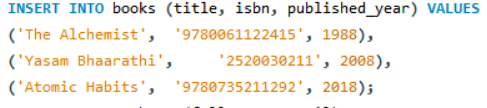 INSERT INTO books (title, isbn, published_year) VALUES
('The Alchemist', '9780061122415', 1988),
('Yasam Bhaarathi', '2520030211', 2008),
('Atomic Habits', '9780735211292', 2018);